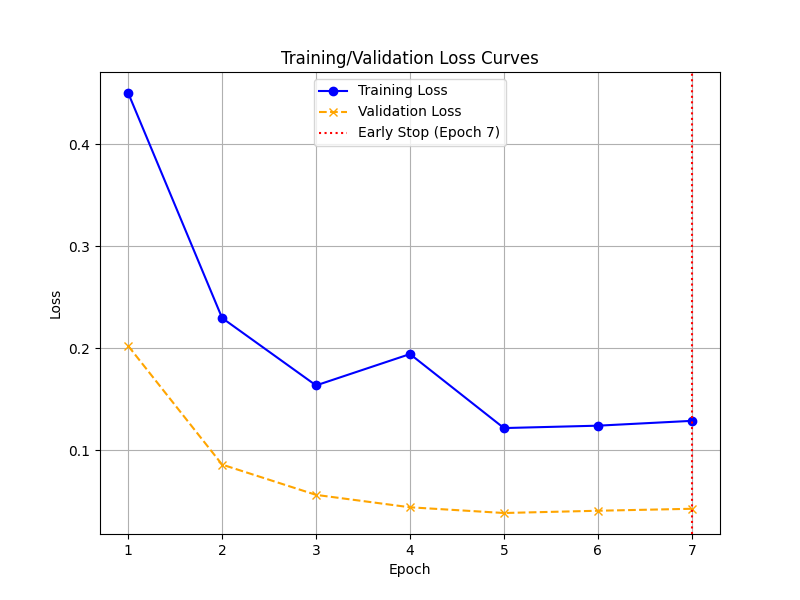 Training/Validation Loss Curves
Training Loss
Validation Loss
Early Stop (Epoch 7)
Loss
0.4
0.3
0.2
0.1
1 2 3 4 5 6 7
Epoch